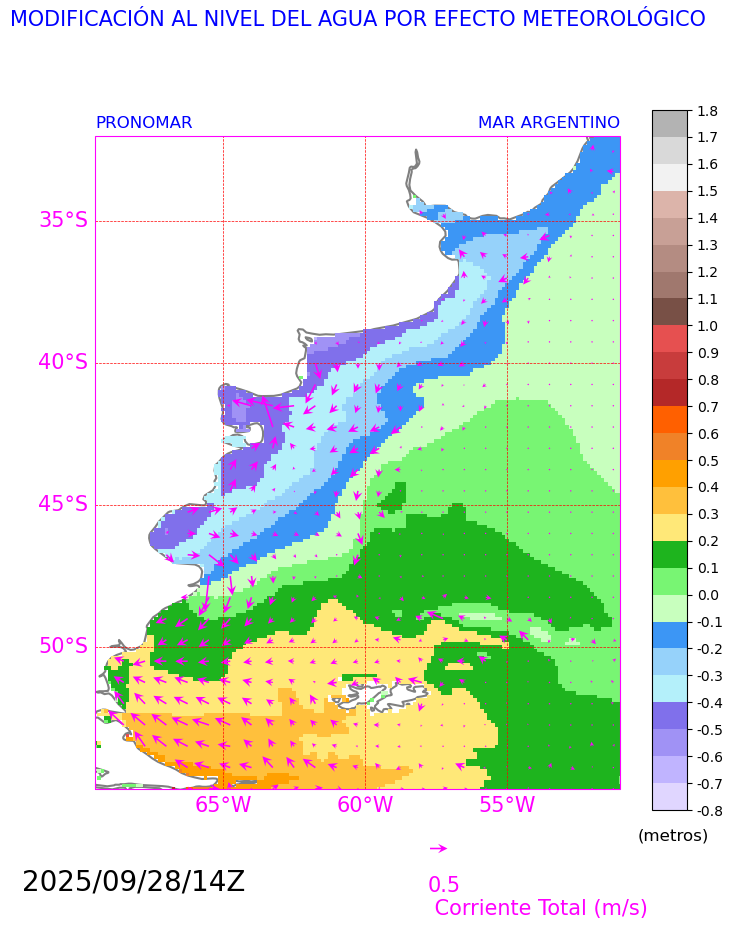 MODIFICACIÓN AL NIVEL DEL AGUA POR EFECTO METEOROLÓGICO
PRONOMAR
MAR ARGENTINO
35°S
40°S
45°S
50°S
65°W
60°W
55°W
1.8
1.7
1.6
1.5
1.4
1.3
1.2
1.1
1.0
0.9
0.8
0.7
0.6
0.5
0.4
0.3
0.2
0.1
0.0
-0.1
-0.2
-0.3
-0.4
-0.5
-0.6
-0.7
-0.8
(metros)
2025/09/28/14Z
0.5
Corriente Total (m/s)